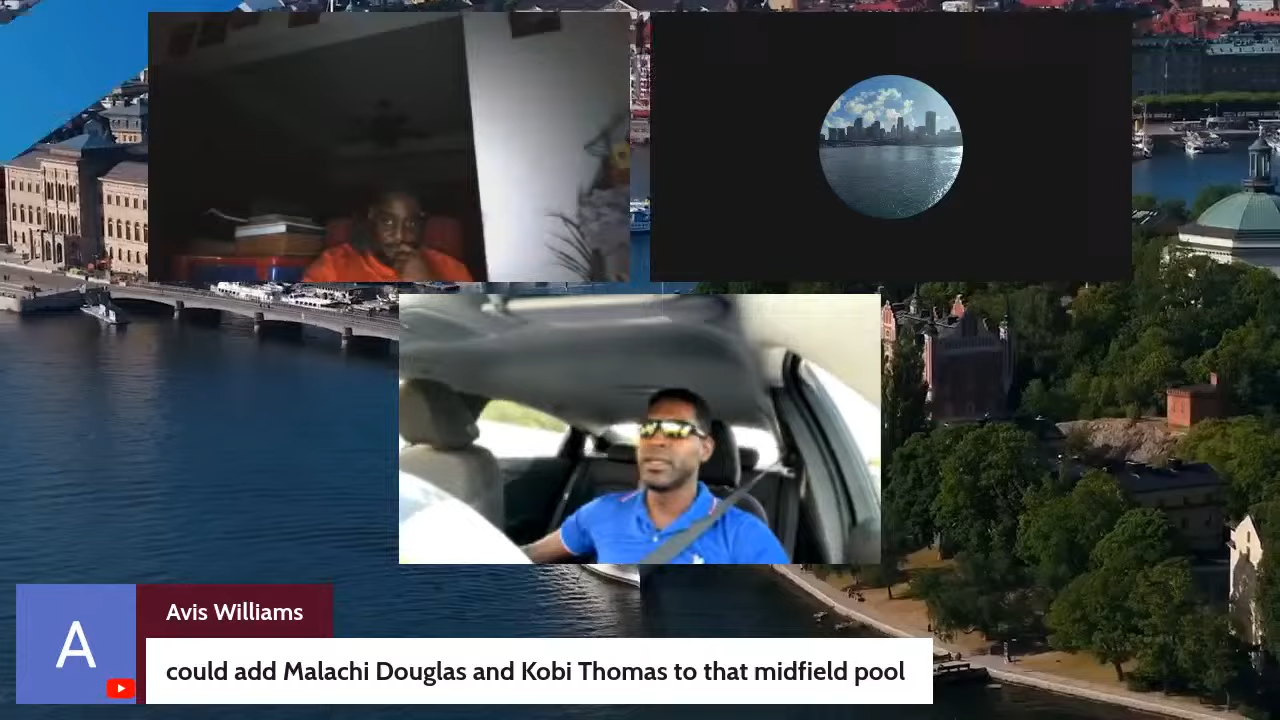 A
Avis Williams
could add Malachi Douglas and Kobi Thomas to that midfield pool